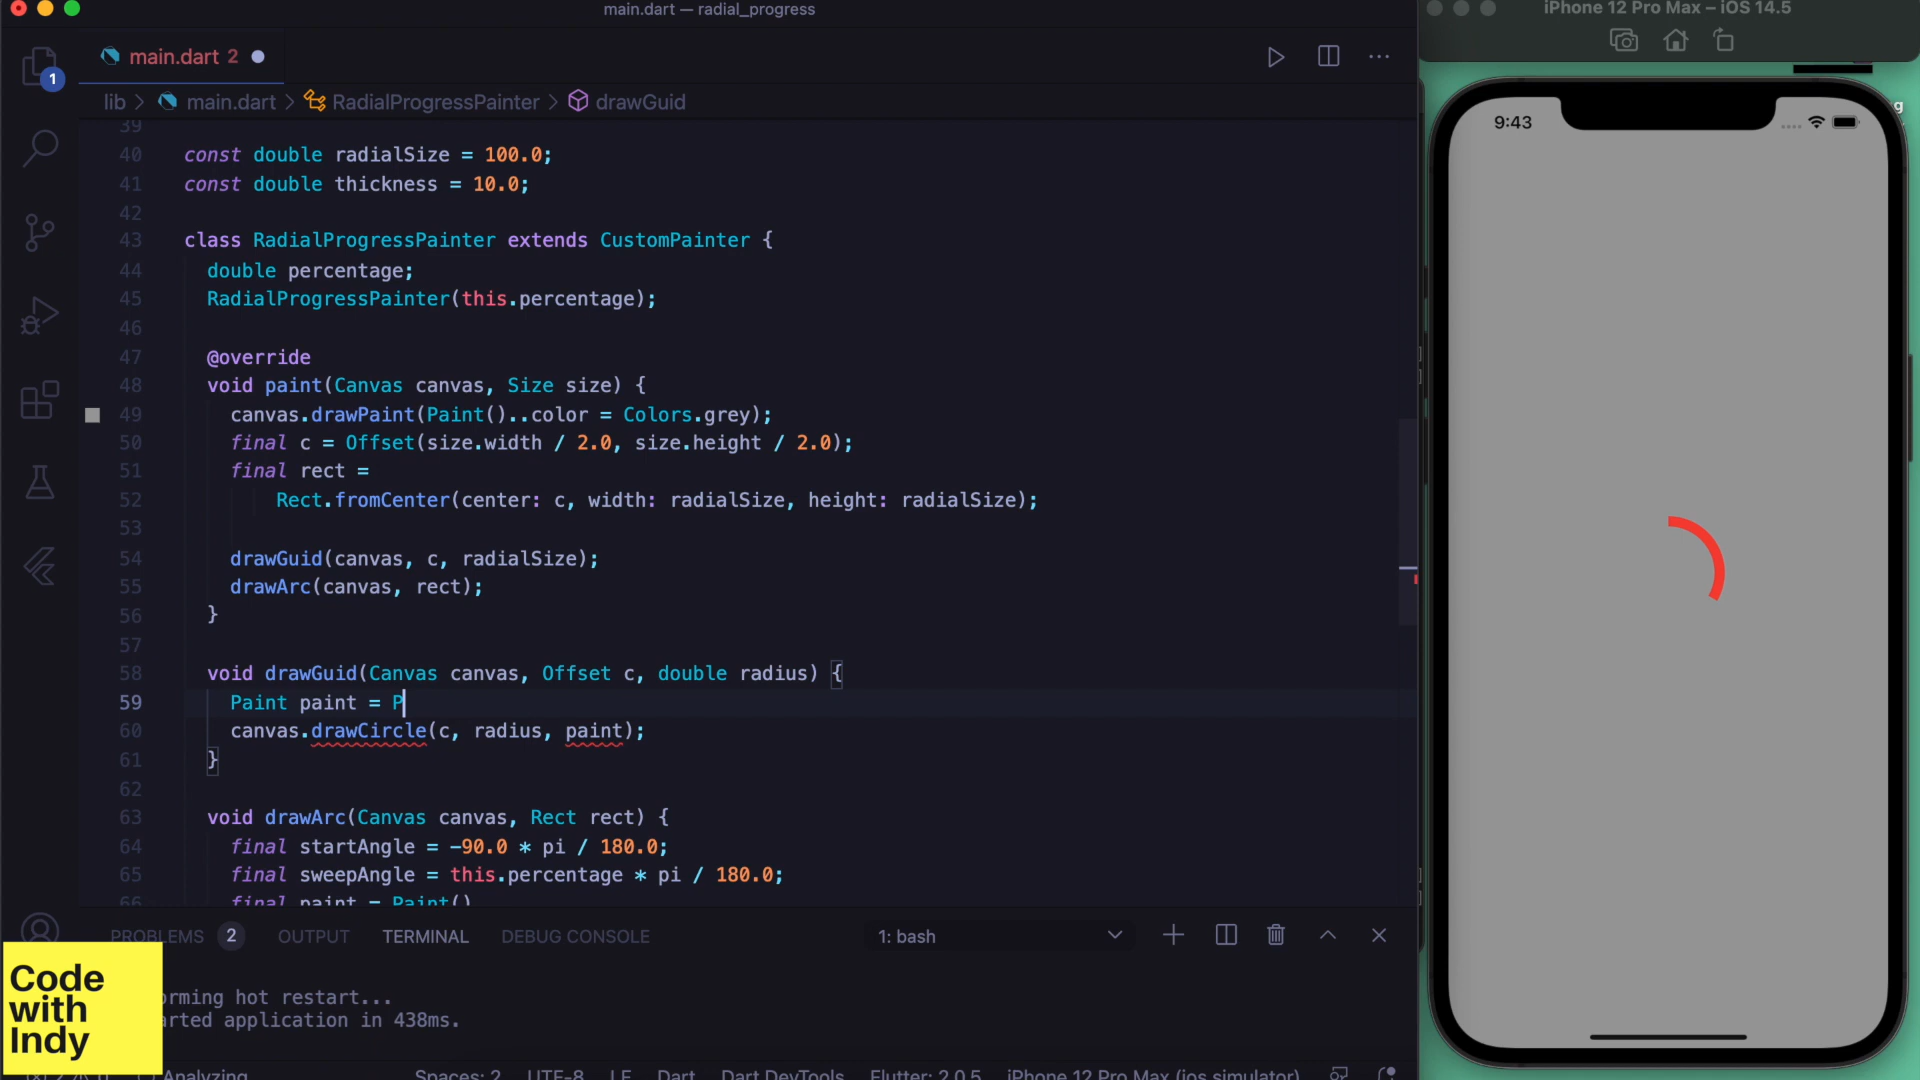 main.dart — radial_progress
iPhone 12 Pro Max – iOS 14.5
main.dart 2
1
lib > main.dart > RadialProgressPainter > drawGuid
39
40 const double radialSize = 100.0;
41 const double thickness = 10.0;
42
43 class RadialProgressPainter extends CustomPainter {
44 double percentage;
45 RadialProgressPainter(this.percentage);
46
47 @override
48 void paint(Canvas canvas, Size size) {
49 canvas.drawPaint(Paint()..color = Colors.grey);
50 final c = Offset(size.width / 2.0, size.height / 2.0);
51 final rect =
52 Rect.fromCenter(center: c, width: radialSize, height: radialSize);
53
54 drawGuid(canvas, c, radialSize);
55 drawArc(canvas, rect);
56 }
57
58 void drawGuid(Canvas canvas, Offset c, double radius) {
59 Paint paint = P
60 canvas.drawCircle(c, radius, paint);
61 }
62
63 void drawArc(Canvas canvas, Rect rect) {
64 final startAngle = -90.0 * pi / 180.0;
65 final sweepAngle = this.percentage * pi / 180.0;
66 final paint = Paint()
9:43
g
PROBLEMS 2 OUTPUT TERMINAL DEBUG CONSOLE 1: bash
orming hot restart...
arted application in 438ms.
Code
with
Indy
Analyzing Spaces: 2 UTF-8 LF Dart Dart DevTools Flutter: 2.0.5 iPhone 12 Pro Max (ios simulator)